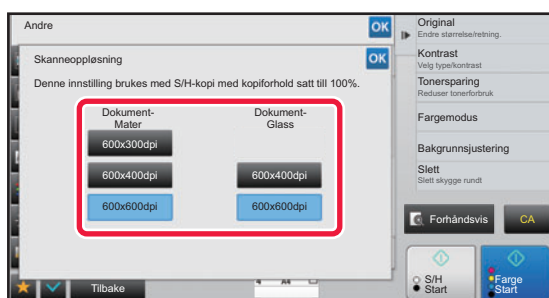 Andre
OK
Skanneoppløsning
OK
Denne innstilling brukes med S/H-kopi med kopiforhold satt till 100%.
Dokument-
Mater
Dokument-
Glass
600x300dpi
600x400dpi
600x400dpi
600x600dpi
600x600dpi
Tilbake
A4
Original
Endre størrelse/retning.
Kontrast
Velg type/kontrast
Tonersparing
Reduser tonerforbruk
Fargemodus
Bakgrunnsjustering
Slett
Slett skygge rundt
Forhåndsvis
CA
S/H
Start
Farge
Start